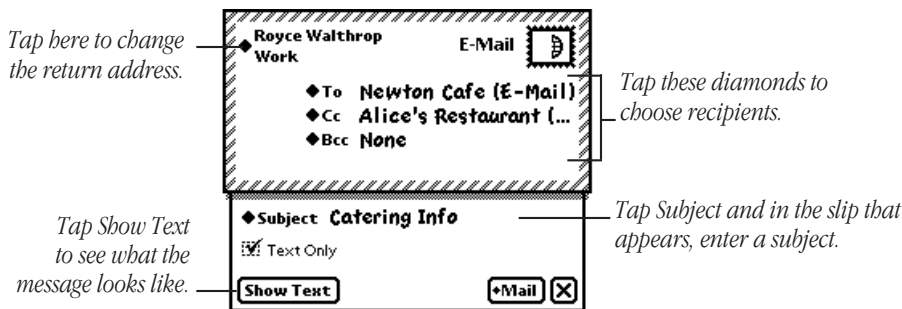 Tap here to change
the return address.
Royce Walthrop
Work
E-Mail
◆To Newton Cafe (E-Mail)
◆Cc Alice's Restaurant (...
◆Bcc None
Tap these diamonds to
choose recipients.
◆Subject Catering Info
Text Only
Tap Subject and in the slip that
appears, enter a subject.
Tap Show Text
to see what the
message looks like.
Show Text
◆Mail
X